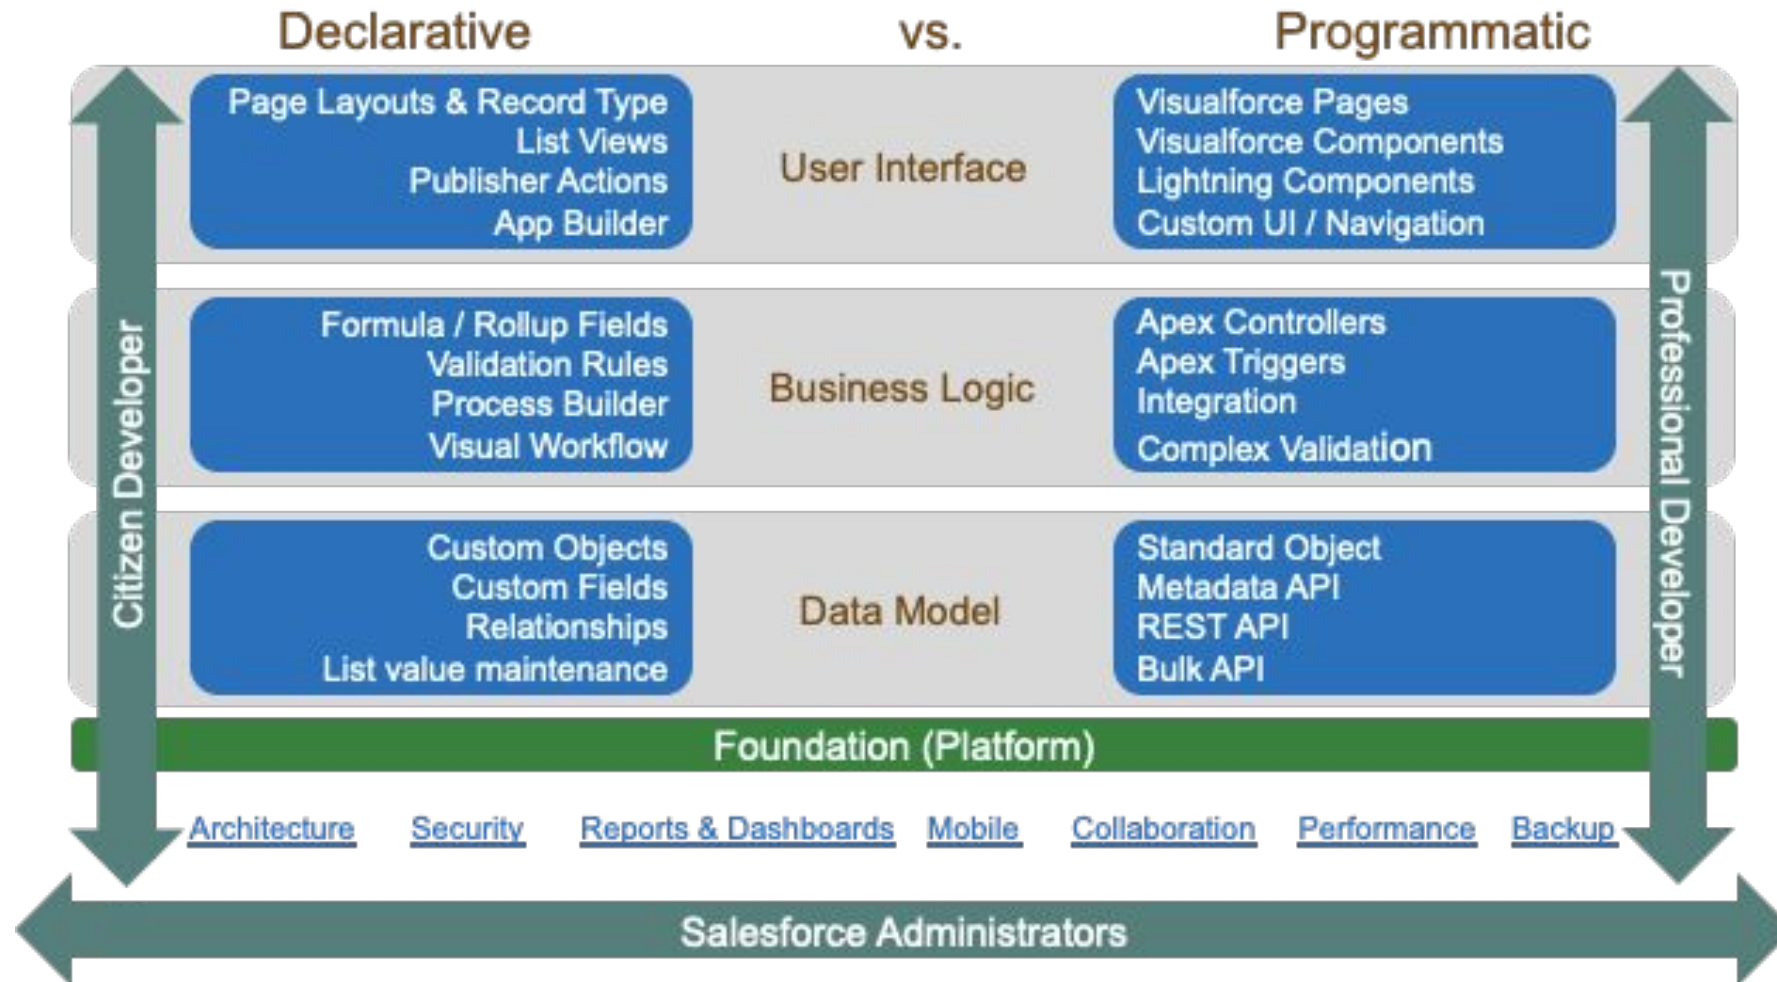 Declarative vs. Programmatic
Page Layouts & Record Type
List Views
Publisher Actions
App Builder
User Interface
Visualforce Pages
Visualforce Components
Lightning Components
Custom UI / Navigation
Formula / Rollup Fields
Validation Rules
Process Builder
Visual Workflow
Business Logic
Apex Controllers
Apex Triggers
Integration
Complex Validation
Custom Objects
Custom Fields
Relationships
List value maintenance
Data Model
Standard Object
Metadata API
REST API
Bulk API
Citizen Developer
Professional Developer
Foundation (Platform)
Architecture Security Reports & Dashboards Mobile Collaboration Performance Backup
Salesforce Administrators